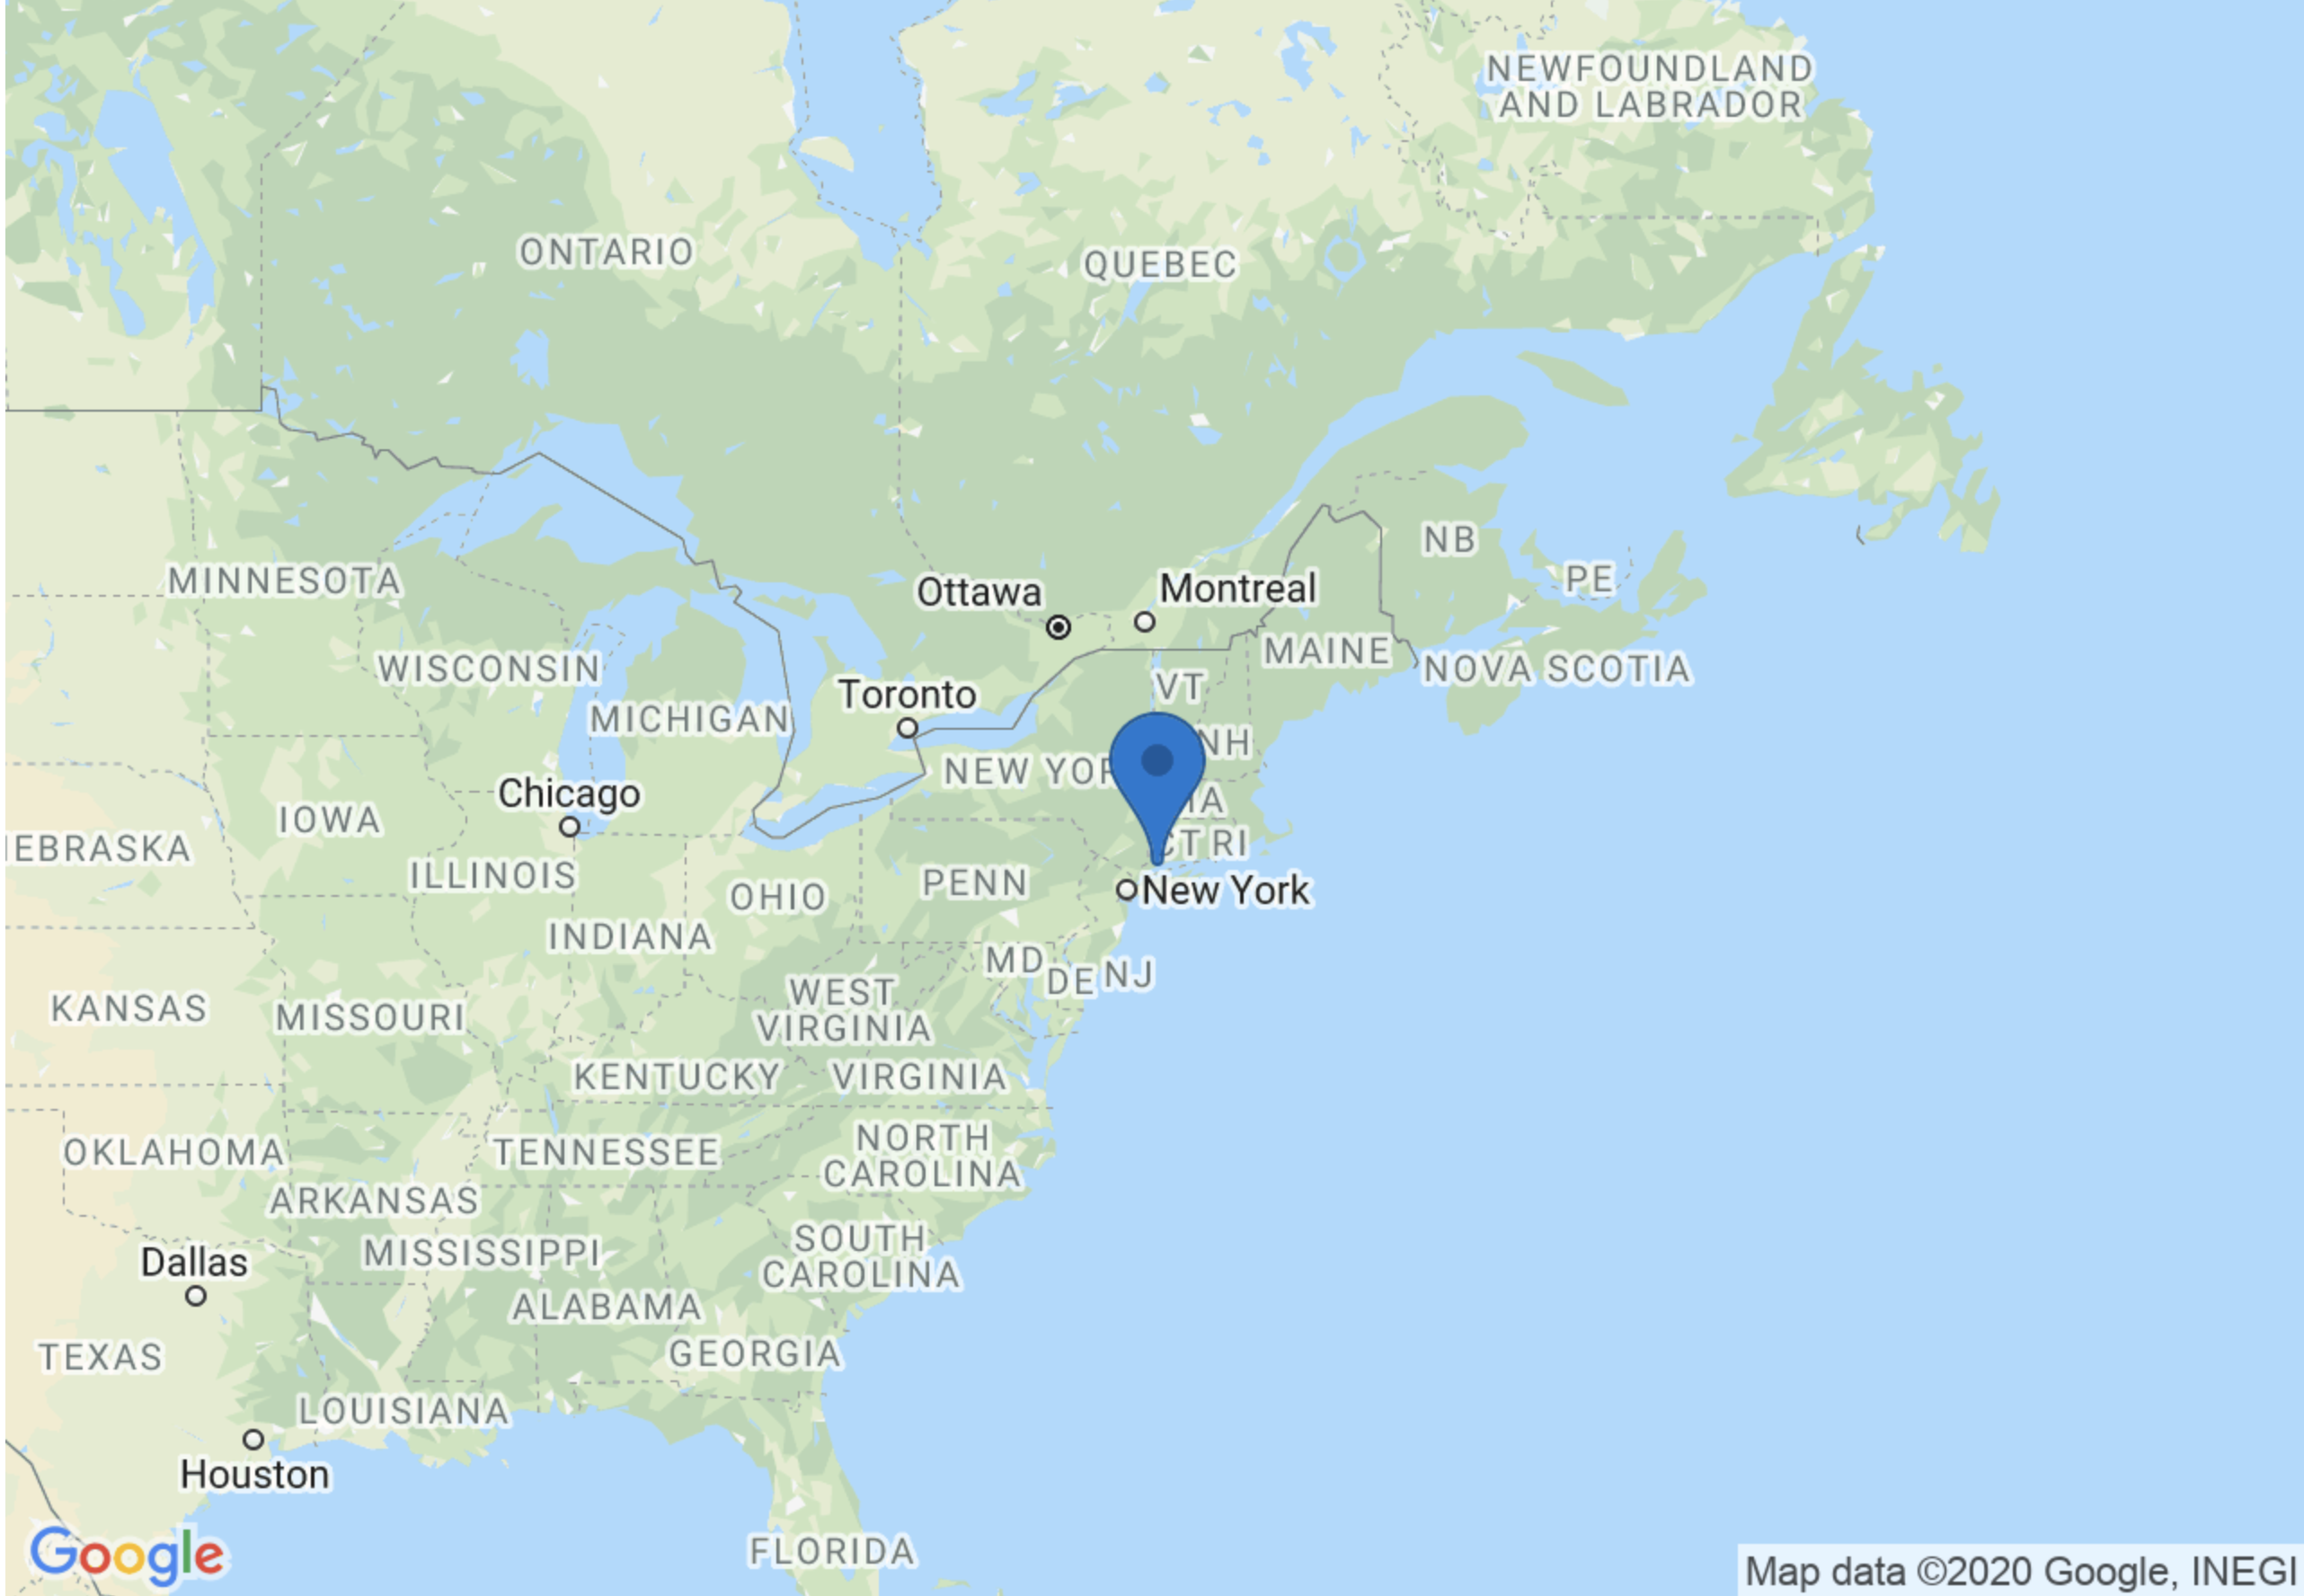 NEWFOUNDLAND
AND LABRADOR
ONTARIO
QUEBEC
NB
PE
MINNESOTA
Ottawa
Montreal
WISCONSIN
MAINE
NOVA SCOTIA
VT
Toronto
MICHIGAN
NH
NEW YOR
Chicago
IA
IOWA
CT RI
EBRASKA
ILLINOIS
PENN
New York
OHIO
INDIANA
MD
DE
NJ
WEST
VIRGINIA
KANSAS
MISSOURI
KENTUCKY
VIRGINIA
OKLAHOMA
TENNESSEE
NORTH
CAROLINA
ARKANSAS
SOUTH
CAROLINA
MISSISSIPPI
Dallas
ALABAMA
TEXAS
GEORGIA
LOUISIANA
Houston
FLORIDA
Google
Map data ©2020 Google, INEGI